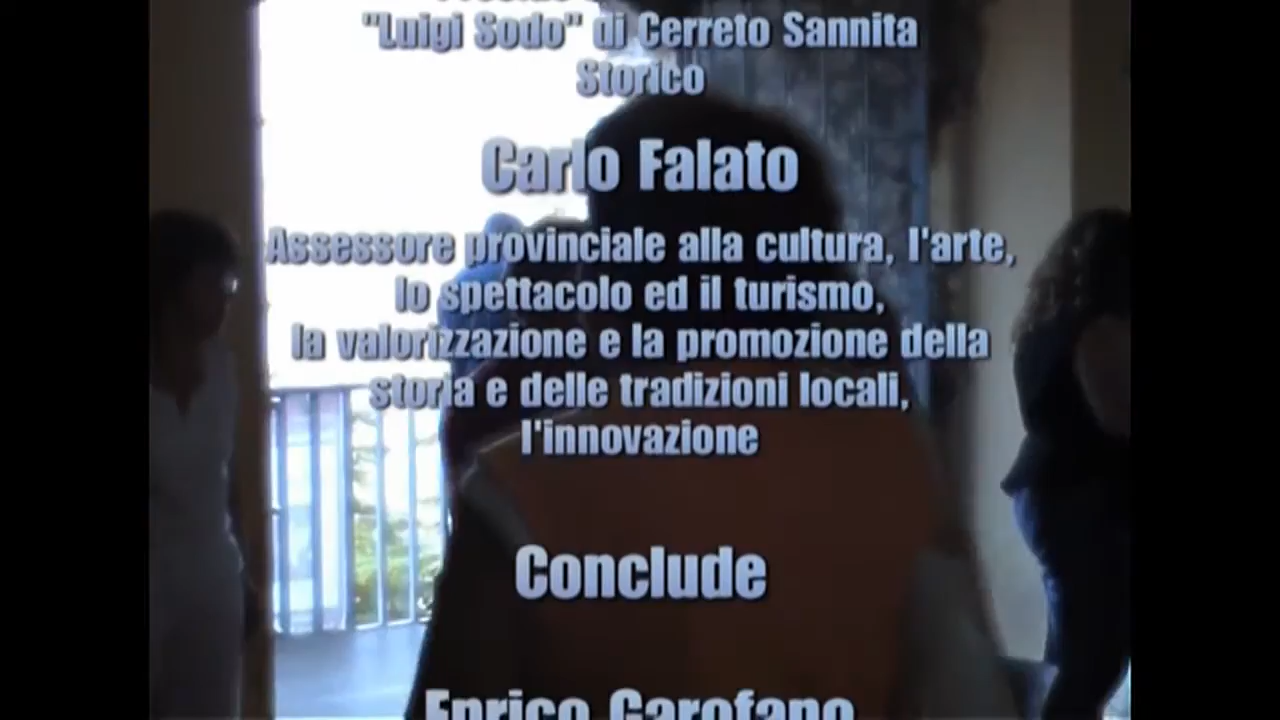 "Luigi Sodo" di Cerreto Sannita
Storico
Carlo Falato
Assessore provinciale alla cultura, l'arte,
lo spettacolo ed il turismo,
la valorizzazione e la promozione della
storia e delle tradizioni locali,
l'innovazione
Conclude
Enrico Garofano